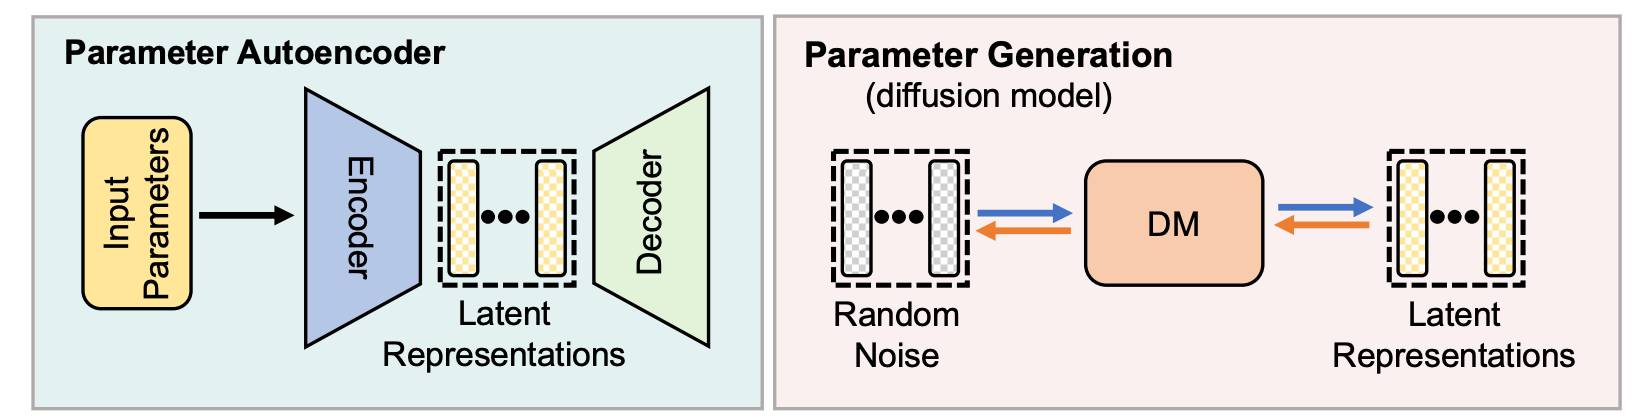 Parameter Autoencoder
Input
Parameters
Encoder
Latent
Representations
Decoder
Parameter Generation
(diffusion model)
Random
Noise
DM
Latent
Representations